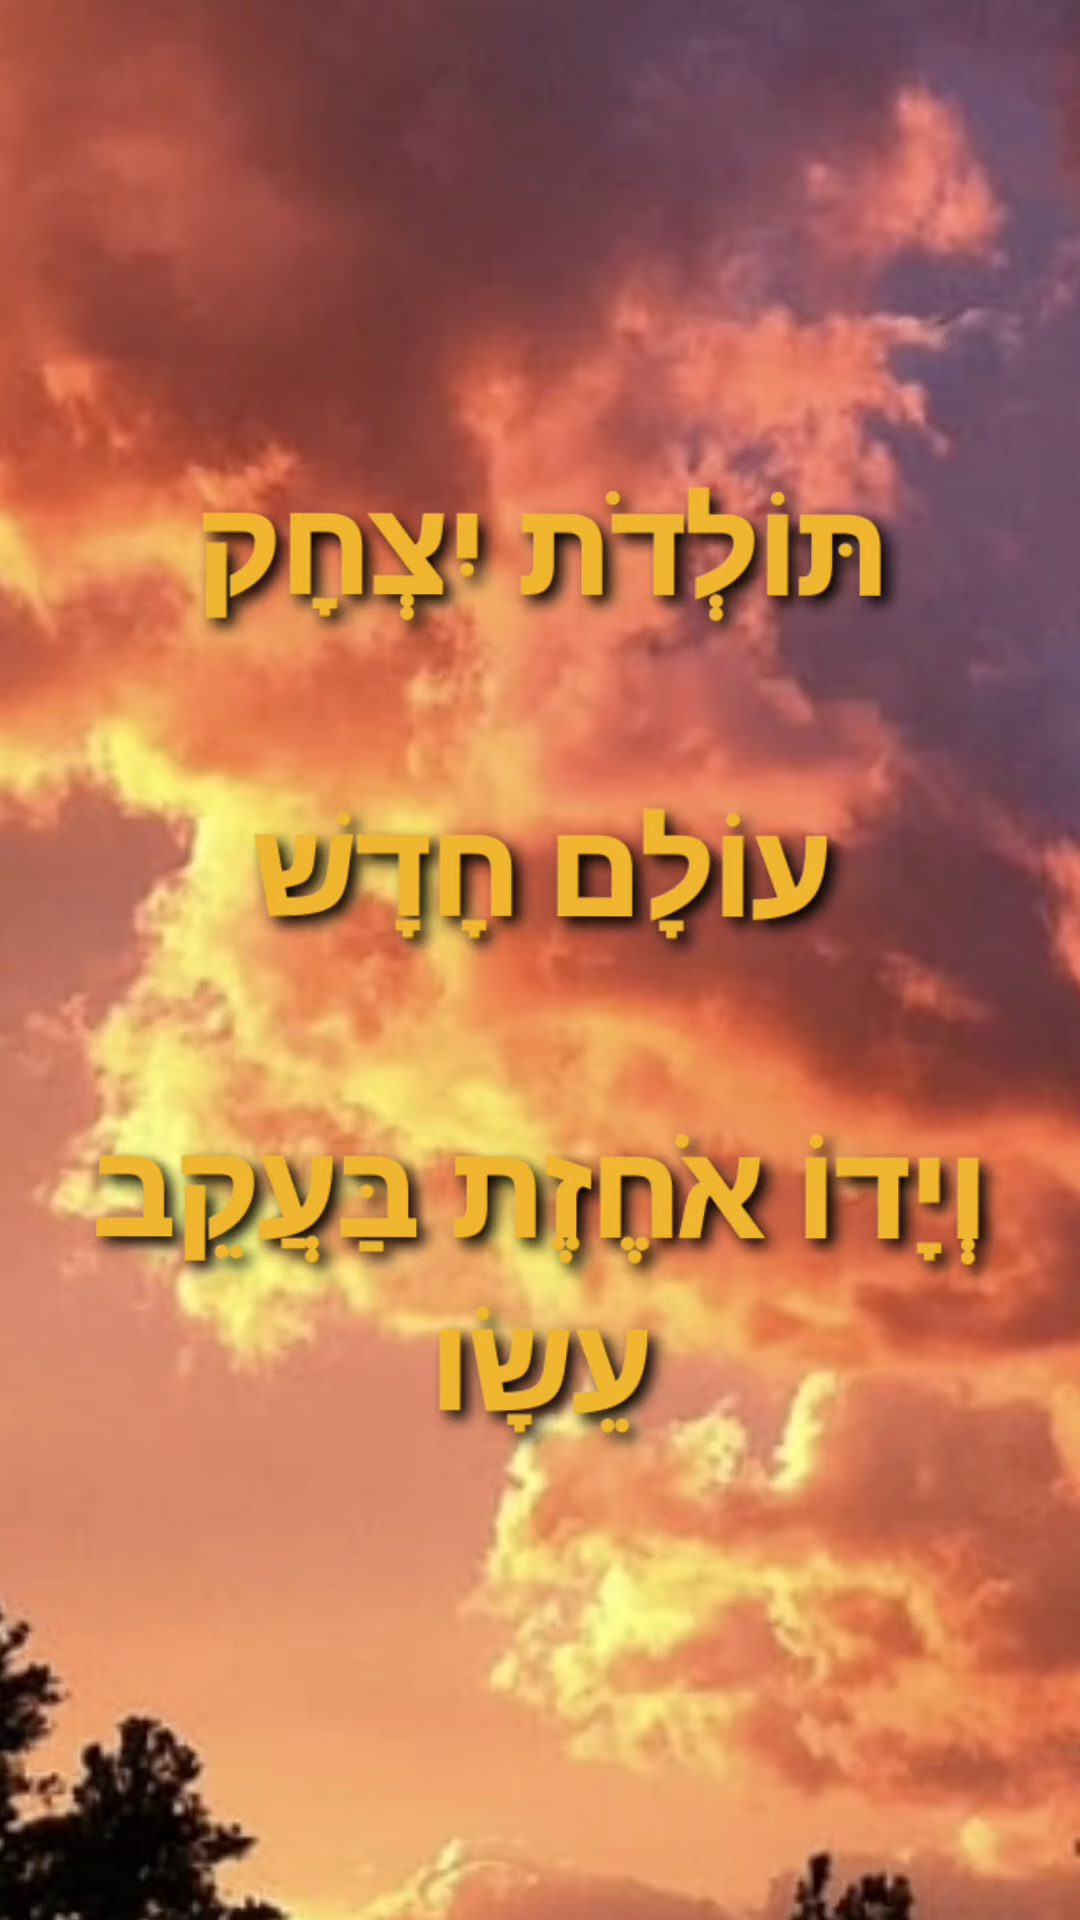 תּוֹלְדֹת יִצְחָק
עוֹלָם חָדָשׁ
וְיָדוֹ אֹחֶזֶת בַּעֲקֵב
עֵשָׂו